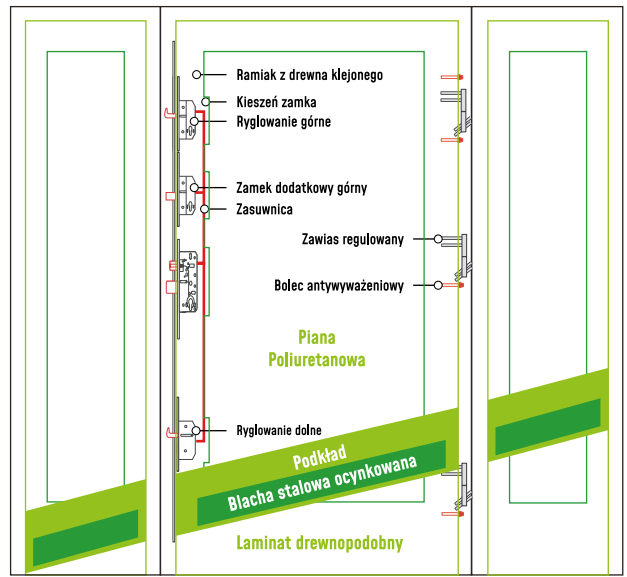 Ramiak z drewna klejonego
Kieszeń zamka
Ryglowanie górne
Zamek dodatkowy górny
Zasuwnica
Zawias regulowany
Bolec antywyważeniowy
Piana
Poliuretanowa
Ryglowanie dolne
Podkład
Blacha stalowa ocynkowana
Laminat drewnopodobny